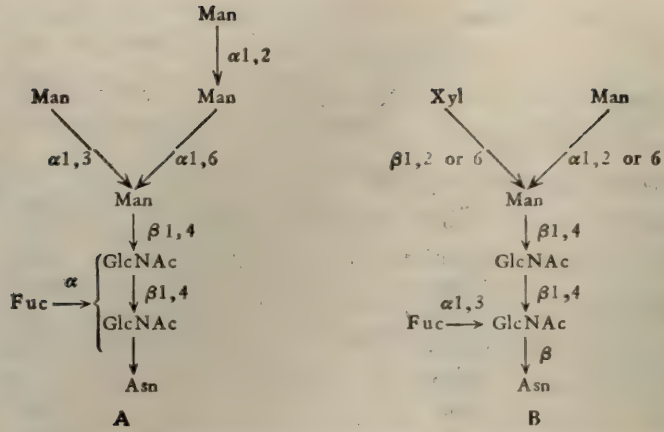 Man
α1,2
Man Man Xyl Man
α1,3 α1,6 β1,2 or 6 α1,2 or 6
Man Man
β1,4 β1,4
GlcNAc GlcNAc
Fuc α β1,4 α1,3 β1,4
GlcNAc Fuc GlcNAc
β
Asn Asn
A B